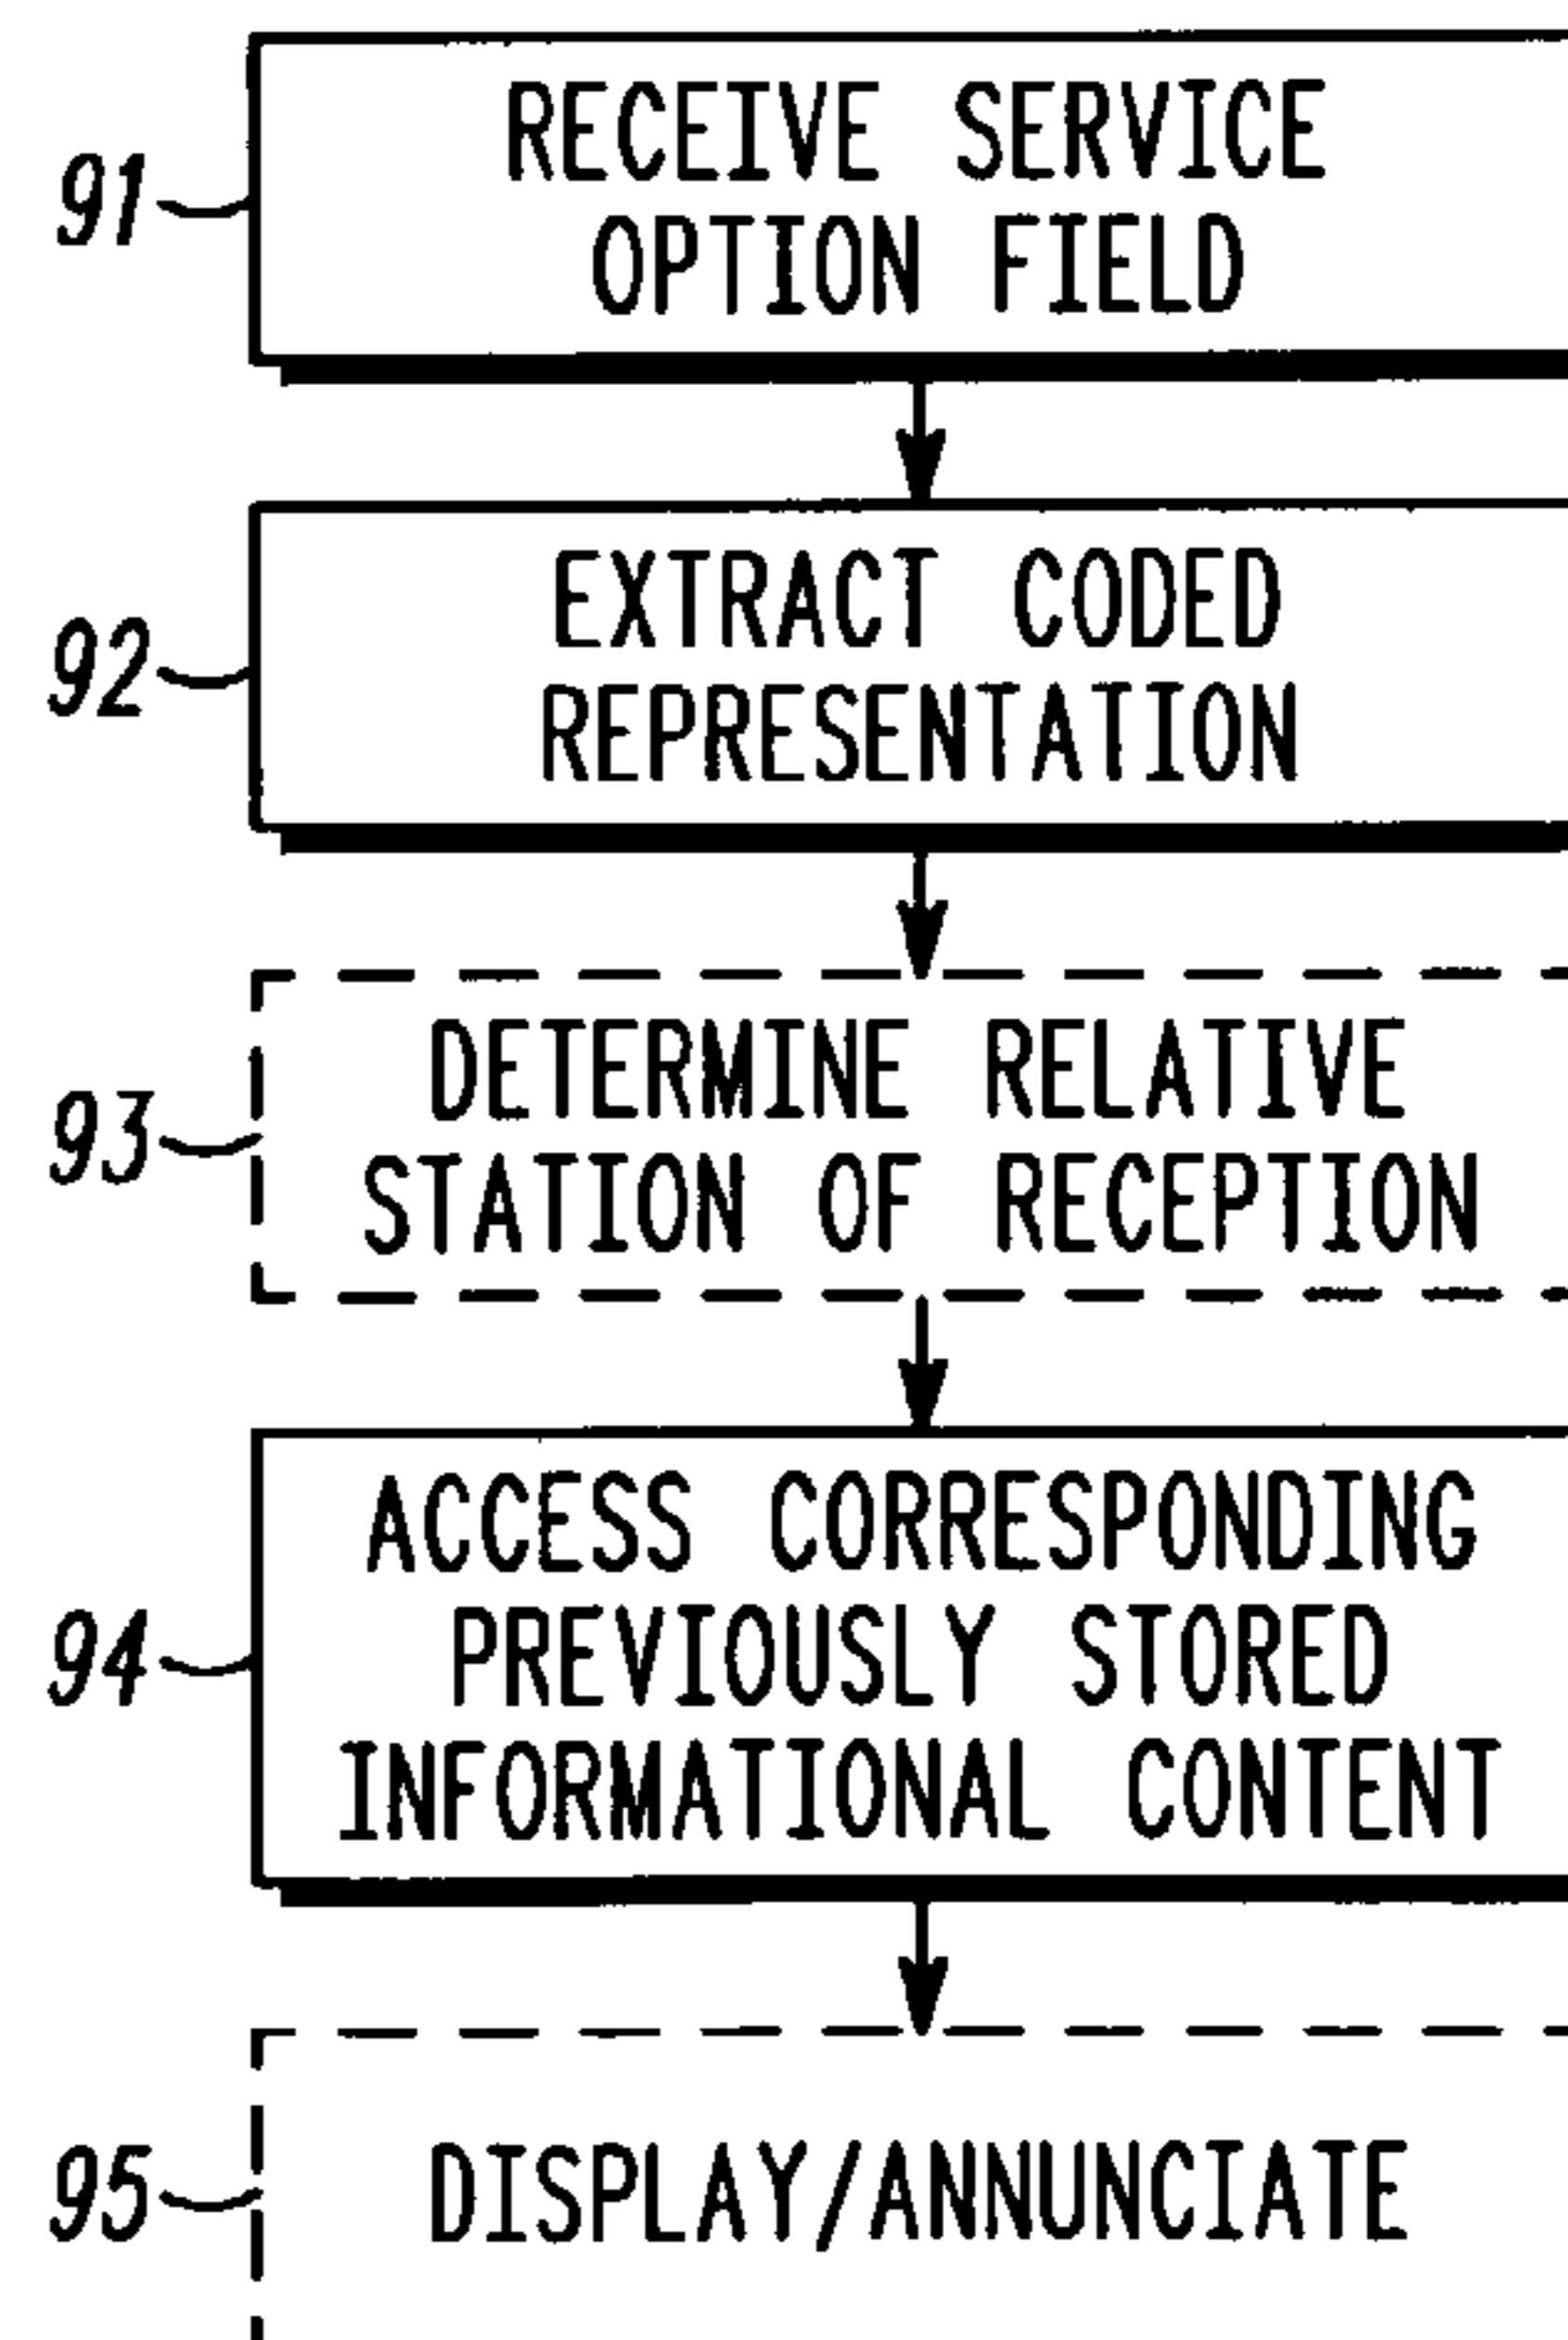 91
RECEIVE SERVICE
OPTION FIELD
92
EXTRACT CODED
REPRESENTATION
93
DETERMINE RELATIVE
STATION OF RECEPTION
94
ACCESS CORRESPONDING
PREVIOUSLY STORED
INFORMATIONAL CONTENT
95
DISPLAY/ANNUNCIATE